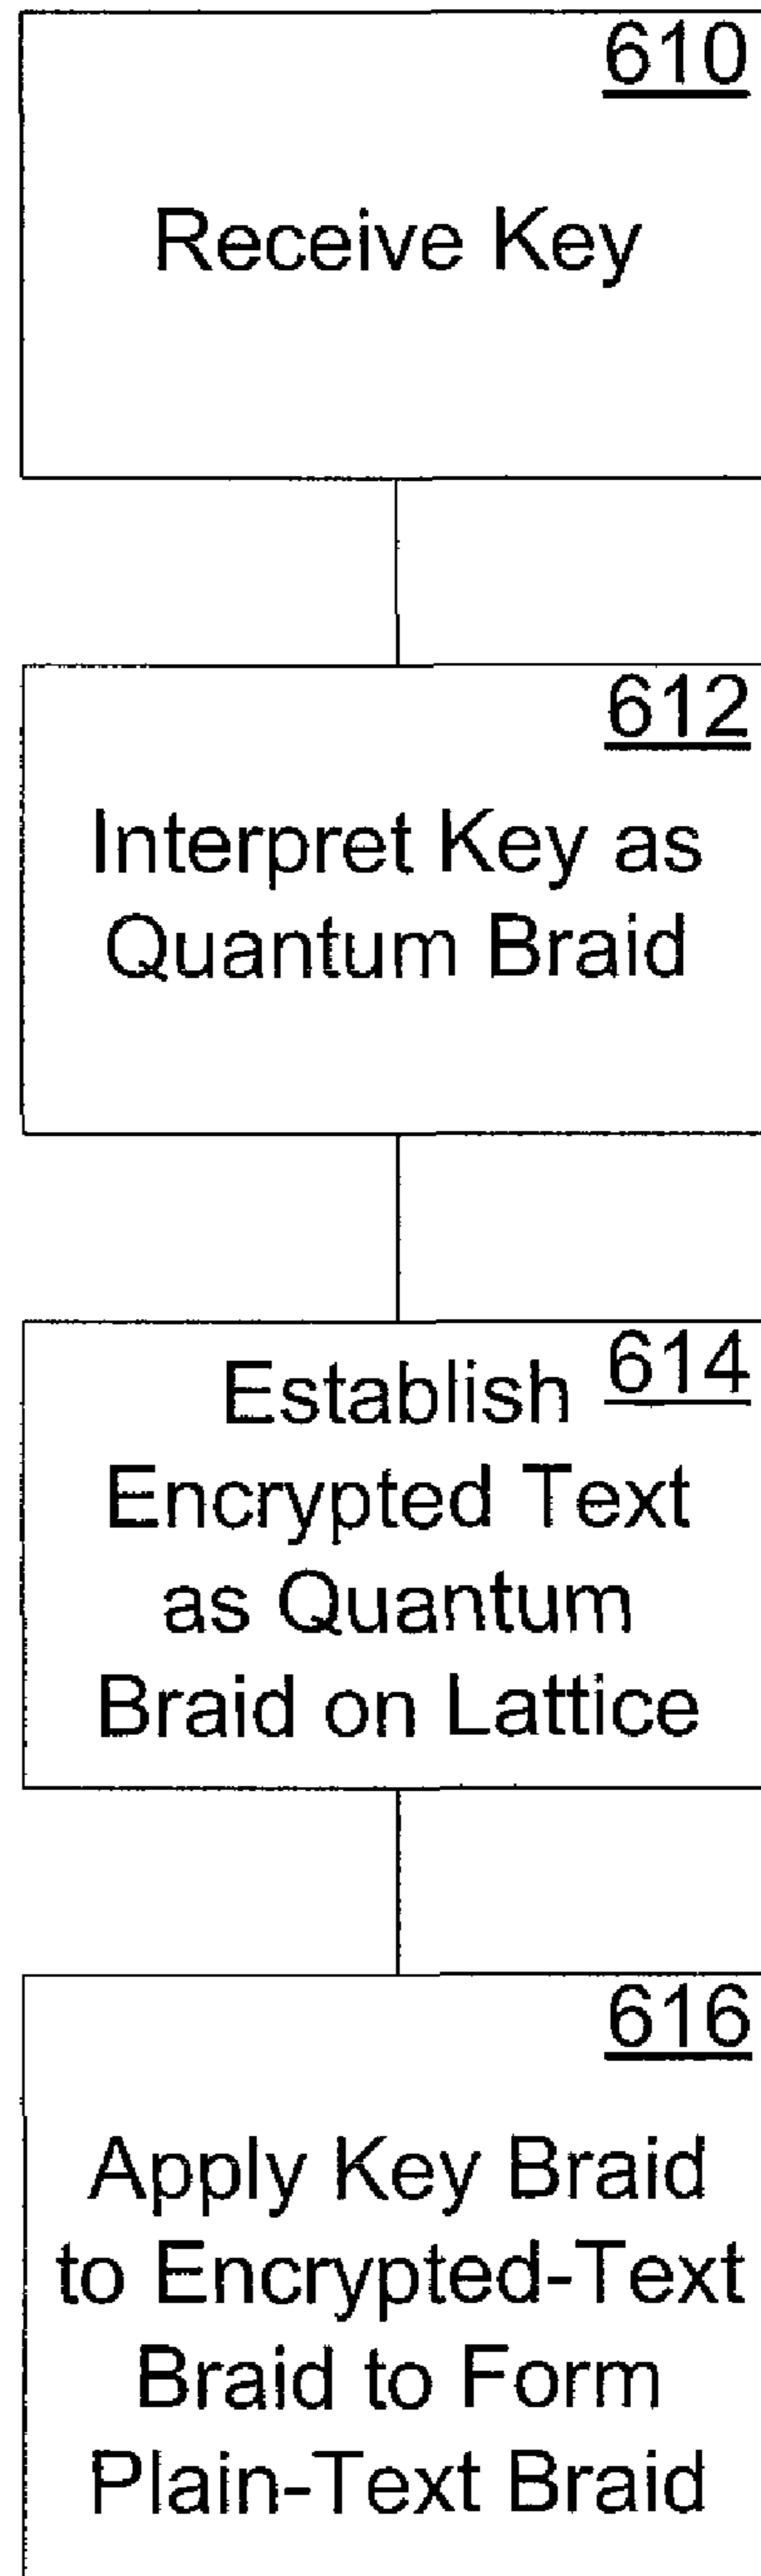 610
Receive Key
612
Interpret Key as
Quantum Braid
Establish 614
Encrypted Text
as Quantum
Braid on Lattice
616
Apply Key Braid
to Encrypted-Text
Braid to Form
Plain-Text Braid